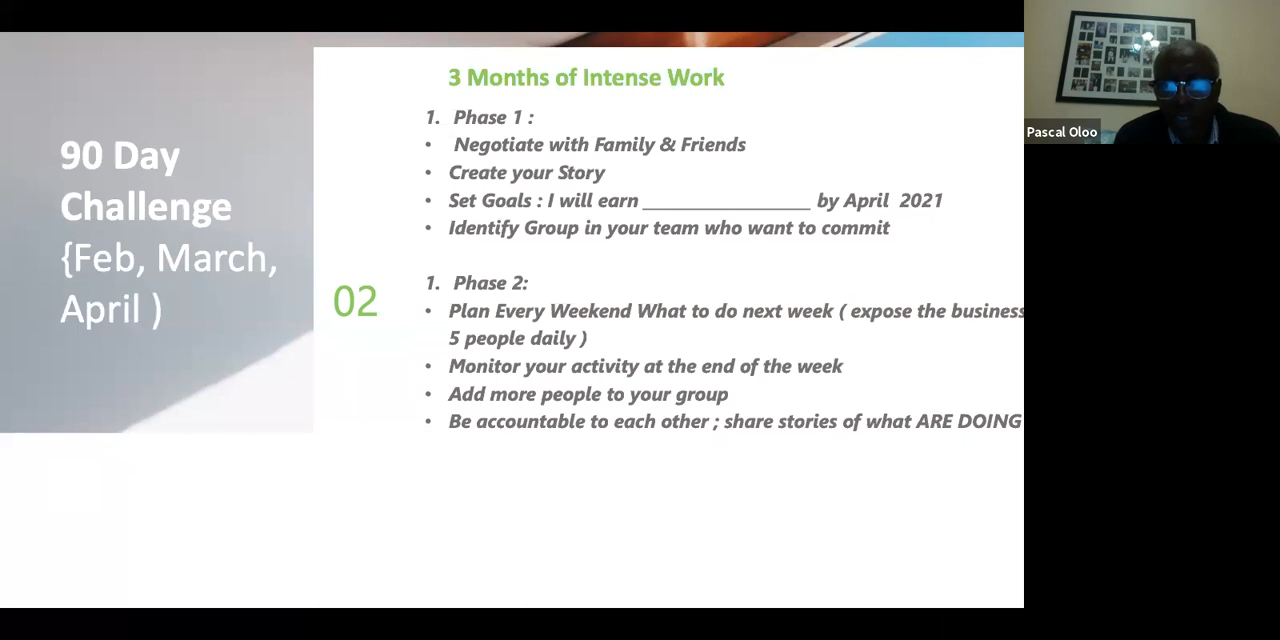 90 Day
Challenge
{Feb, March,
April )
3 Months of Intense Work
1. Phase 1 :
• Negotiate with Family & Friends
• Create your Story
• Set Goals : I will earn _________________ by April 2021
• Identify Group in your team who want to commit
02
1. Phase 2:
• Plan Every Weekend What to do next week ( expose the business
5 people daily )
• Monitor your activity at the end of the week
• Add more people to your group
• Be accountable to each other ; share stories of what ARE DOING
Pascal Oloo